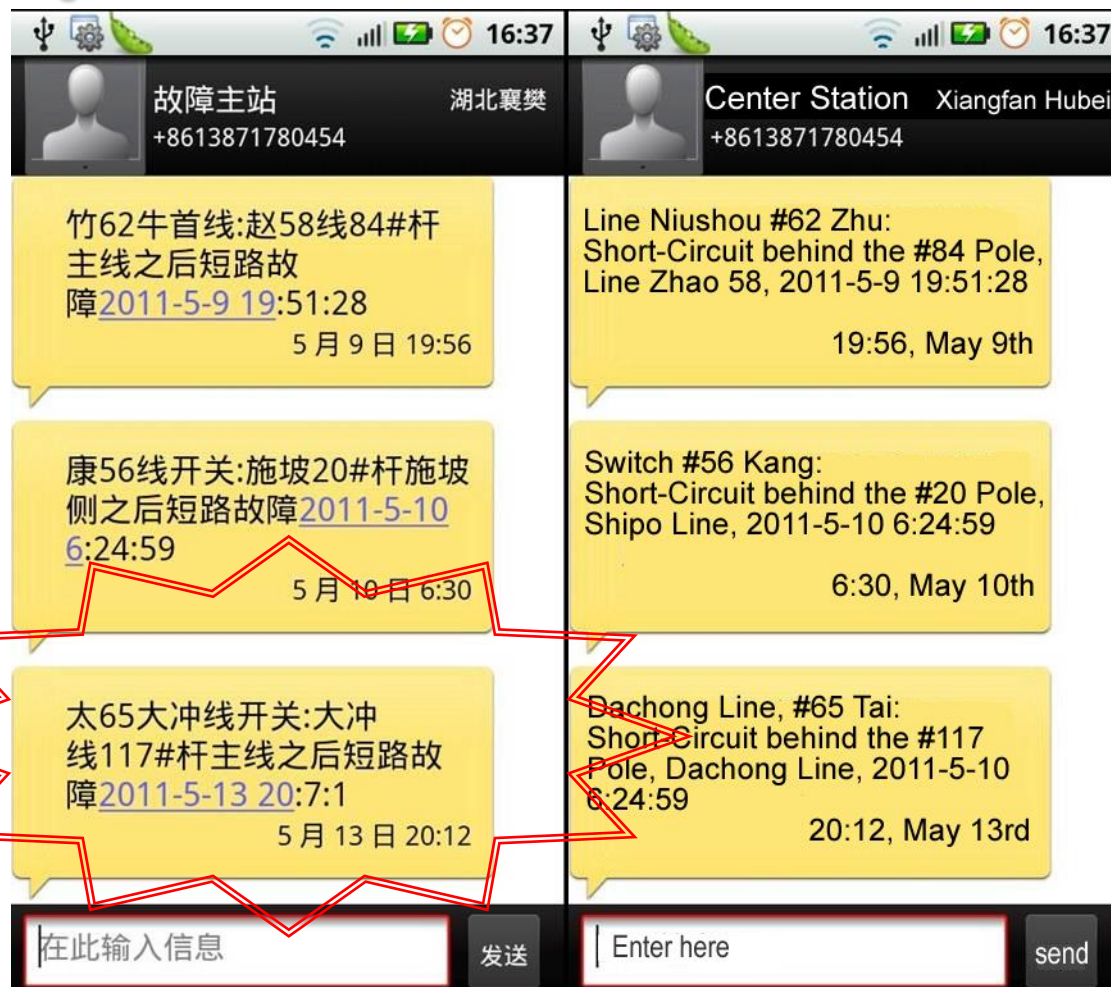 16:37
故障主站 湖北襄樊
+8613871780454
竹62牛首线:赵58线84#杆
主线之后短路故
障2011-5-9 19:51:28
5 月 9 日 19:56
康56线开关:施坡20#杆施坡
侧之后短路故障2011-5-10
6:24:59
5 月 10 日 6:30
太65大冲线开关:大冲
线117#杆主线之后短路故
障2011-5-13 20:7:1
5 月 13 日 20:12
在此输入信息 发送
16:37
Center Station Xiangfan Hubei
+8613871780454
Line Niushou #62 Zhu:
Short-Circuit behind the #84 Pole,
Line Zhao 58, 2011-5-9 19:51:28
19:56, May 9th
Switch #56 Kang:
Short-Circuit behind the #20 Pole,
Shipo Line, 2011-5-10 6:24:59
6:30, May 10th
Dachong Line, #65 Tai:
Short-Circuit behind the #117
Pole, Dachong Line, 2011-5-10
6:24:59
20:12, May 13rd
Enter here send